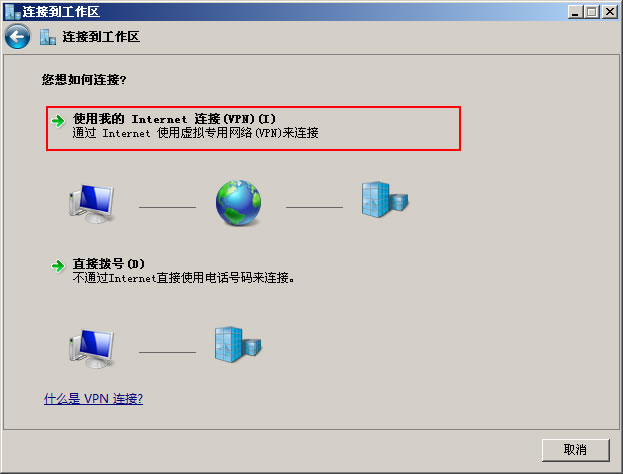 连接到工作区
连接到工作区
您想如何连接?
使用我的 Internet 连接(VPN)(I)
通过 Internet 使用虚拟专用网络(VPN)来连接
直接拨号(D)
不通过Internet直接使用电话号码来连接。
什么是 VPN 连接?
取消